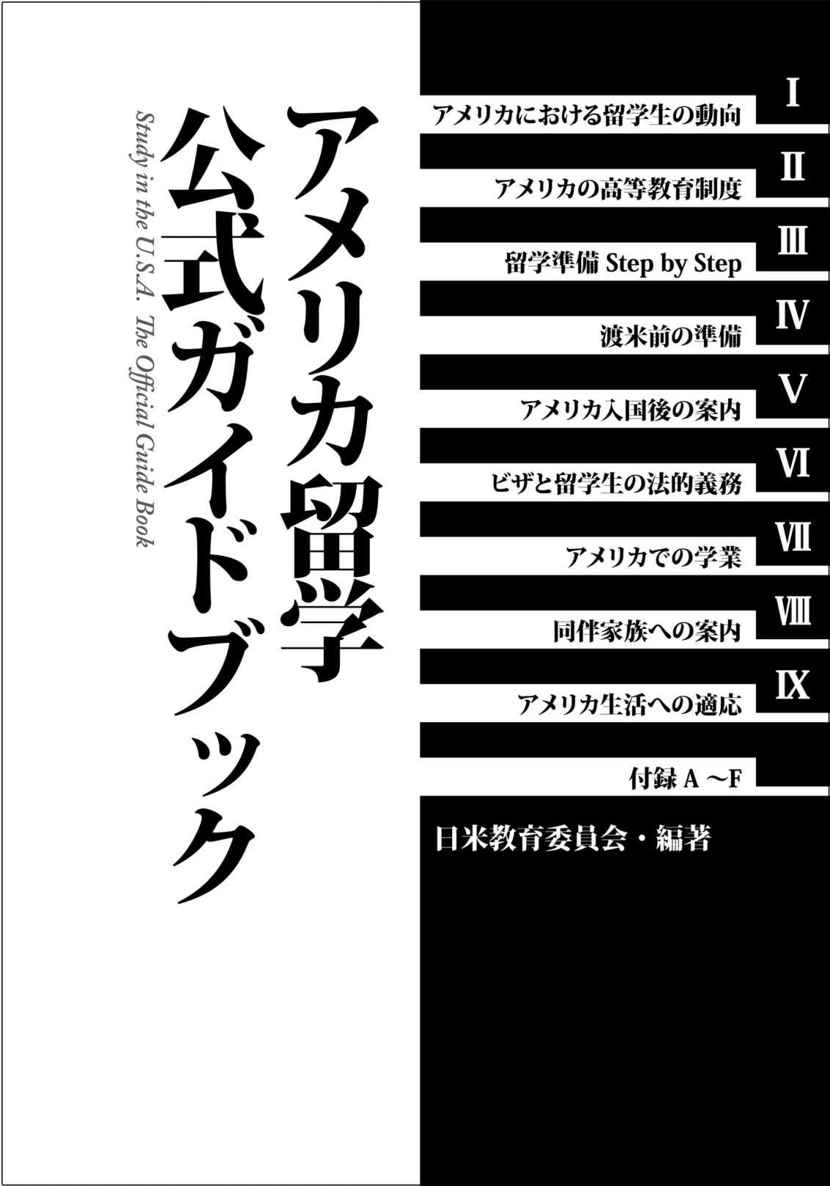 アメリカ留学
公式ガイドブック
Study in the U.S.A. The Official Guide Book
I
アメリカにおける留学生の動向
II
アメリカの高等教育制度
III
留学準備 Step by Step
IV
渡米前の準備
V
アメリカ入国後の案内
VI
ビザと留学生の法的義務
VII
アメリカでの学業
VIII
同伴家族への案内
IX
アメリカ生活への適応
付録 A ～F
日米教育委員会・編著